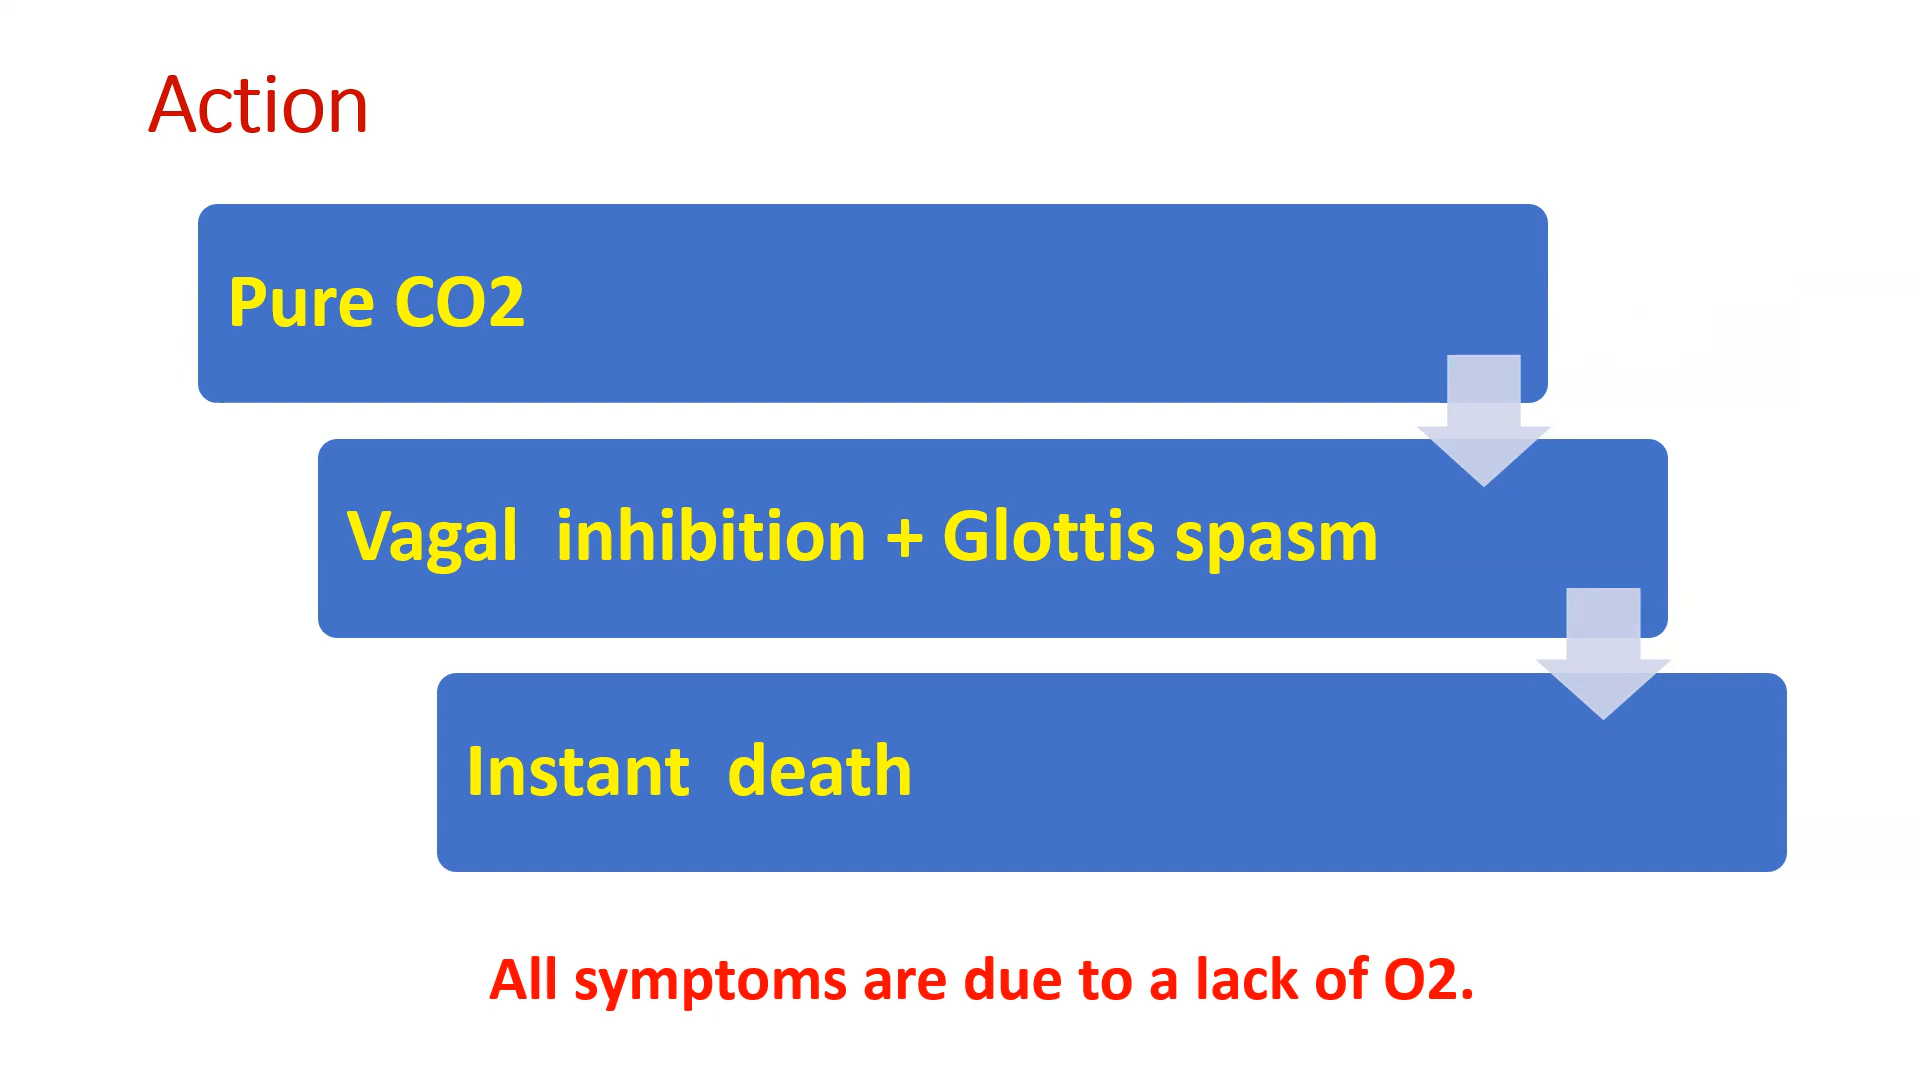 Action
Pure CO2
Vagal  inhibition + Glottis spasm
Instant  death
All symptoms are due to a lack of O2.